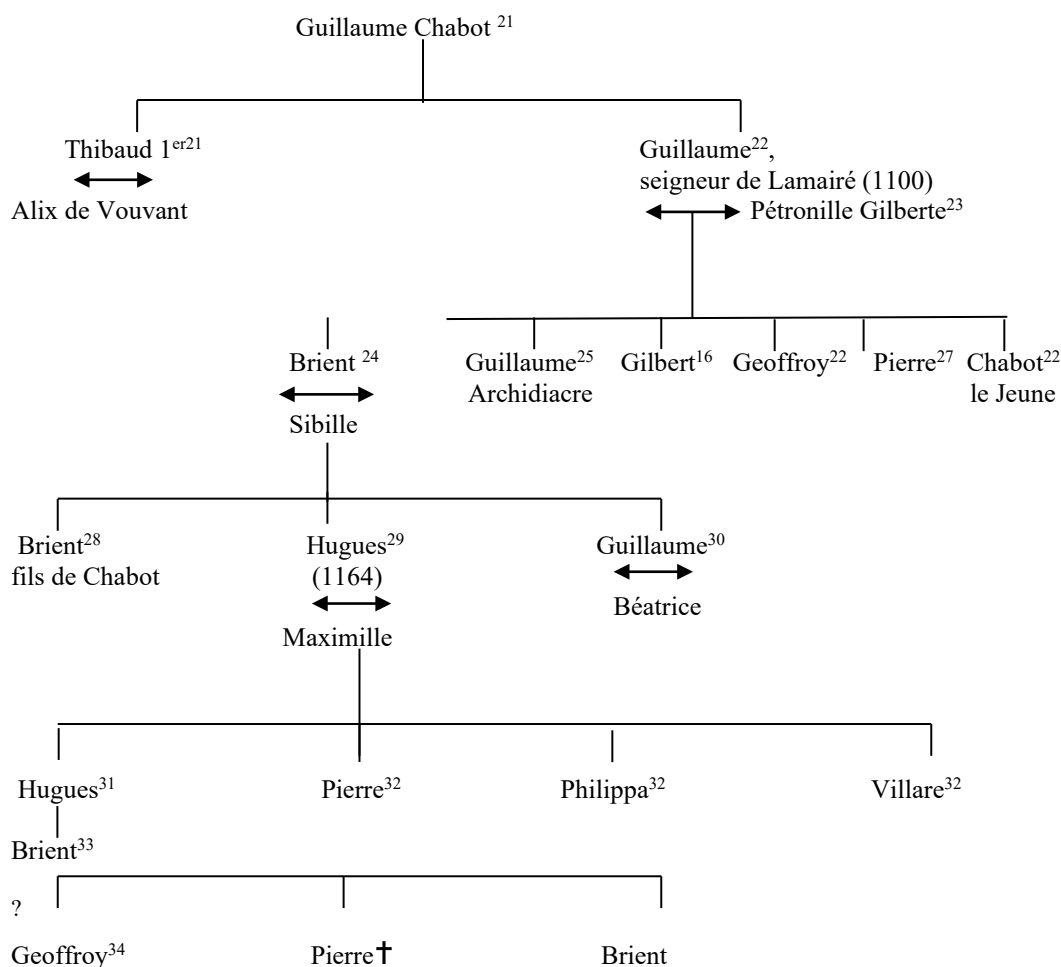 Guillaume Chabot 21
Thibaud 1er21
Guillaume22,
seigneur de Lamairé (1100)
Alix de Vouvant
Pétronille Gilberte23
Brient 24
Guillaume25
Gilbert16
Geoffroy22
Pierre27
Chabot22
Archidiacre
le Jeune
Sibille
Brient28
fils de Chabot
Hugues29
(1164)
Guillaume30
Béatrice
Maximille
Hugues31
Pierre32
Philippa32
Villare32
Brient33
?
Geoffroy34
Pierre✝
Brient